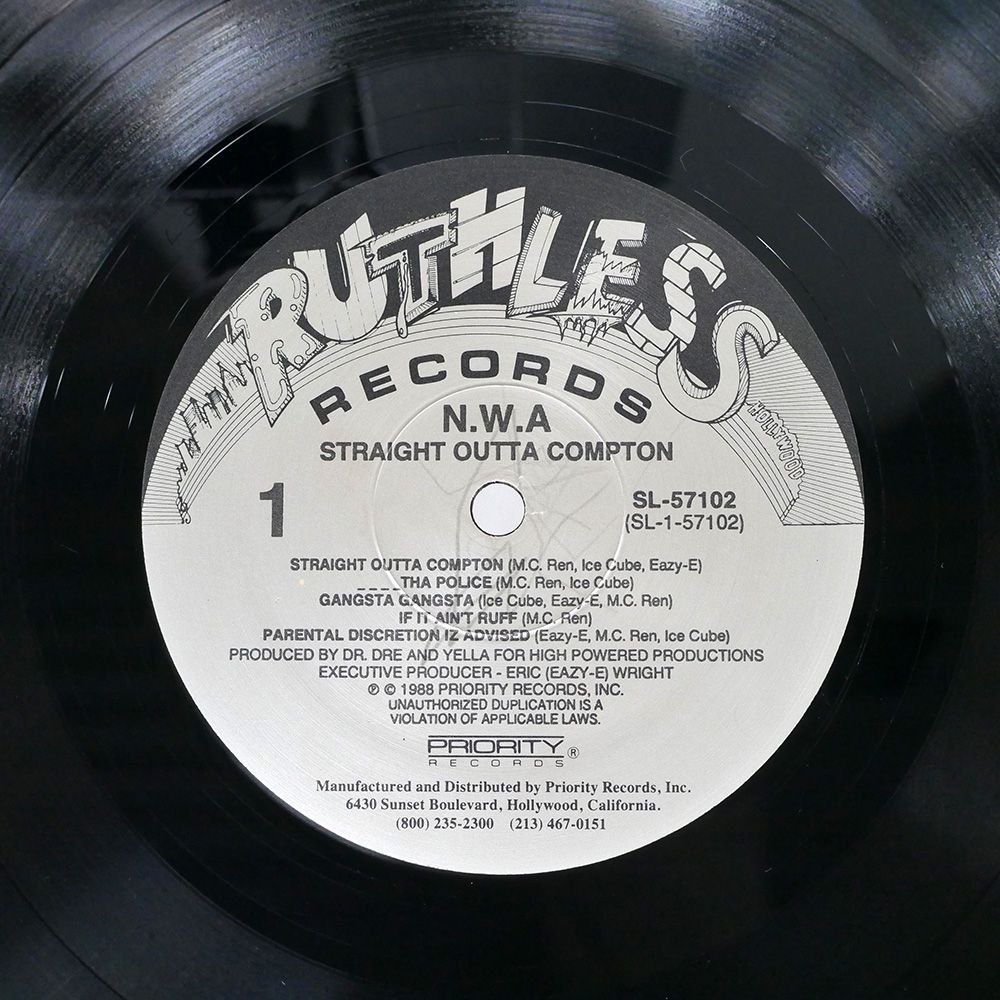 RUTHLESS
RECORDS
HOLLYWOOD
N.W.A
STRAIGHT OUTTA COMPTON
1
SL-57102
(SL-1-57102)
STRAIGHT OUTTA COMPTON (M.C. Ren, Ice Cube, Eazy-E)
____ THA POLICE (M.C. Ren, Ice Cube)
GANGSTA GANGSTA (Ice Cube, Eazy-E, M.C. Ren)
IF IT AIN'T RUFF (M.C. Ren)
PARENTAL DISCRETION IZ ADVISED (Eazy-E, M.C. Ren, Ice Cube)
PRODUCED BY DR. DRE AND YELLA FOR HIGH POWERED PRODUCTIONS
EXECUTIVE PRODUCER - ERIC (EAZY-E) WRIGHT
℗ © 1988 PRIORITY RECORDS, INC.
UNAUTHORIZED DUPLICATION IS A
VIOLATION OF APPLICABLE LAWS.
PRIORITY ®
RECORDS
Manufactured and Distributed by Priority Records, Inc.
6430 Sunset Boulevard, Hollywood, California.
(800) 235-2300 (213) 467-0151